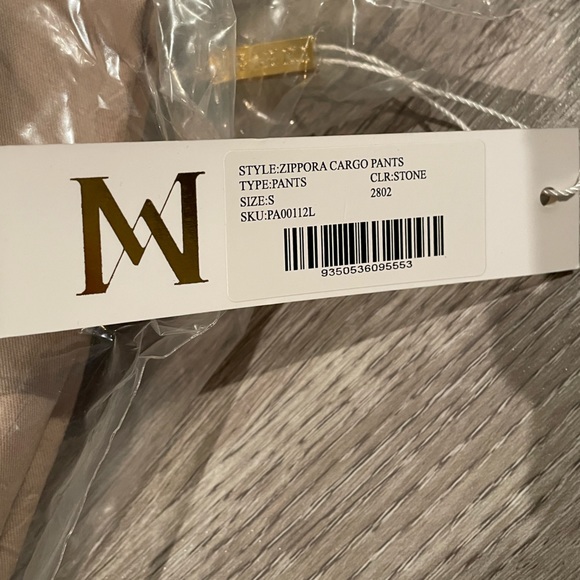 STYLE:ZIPPORA CARGO PANTS
TYPE:PANTS CLR:STONE
SIZE:S 2802
SKU:PA00112L
9350536095553